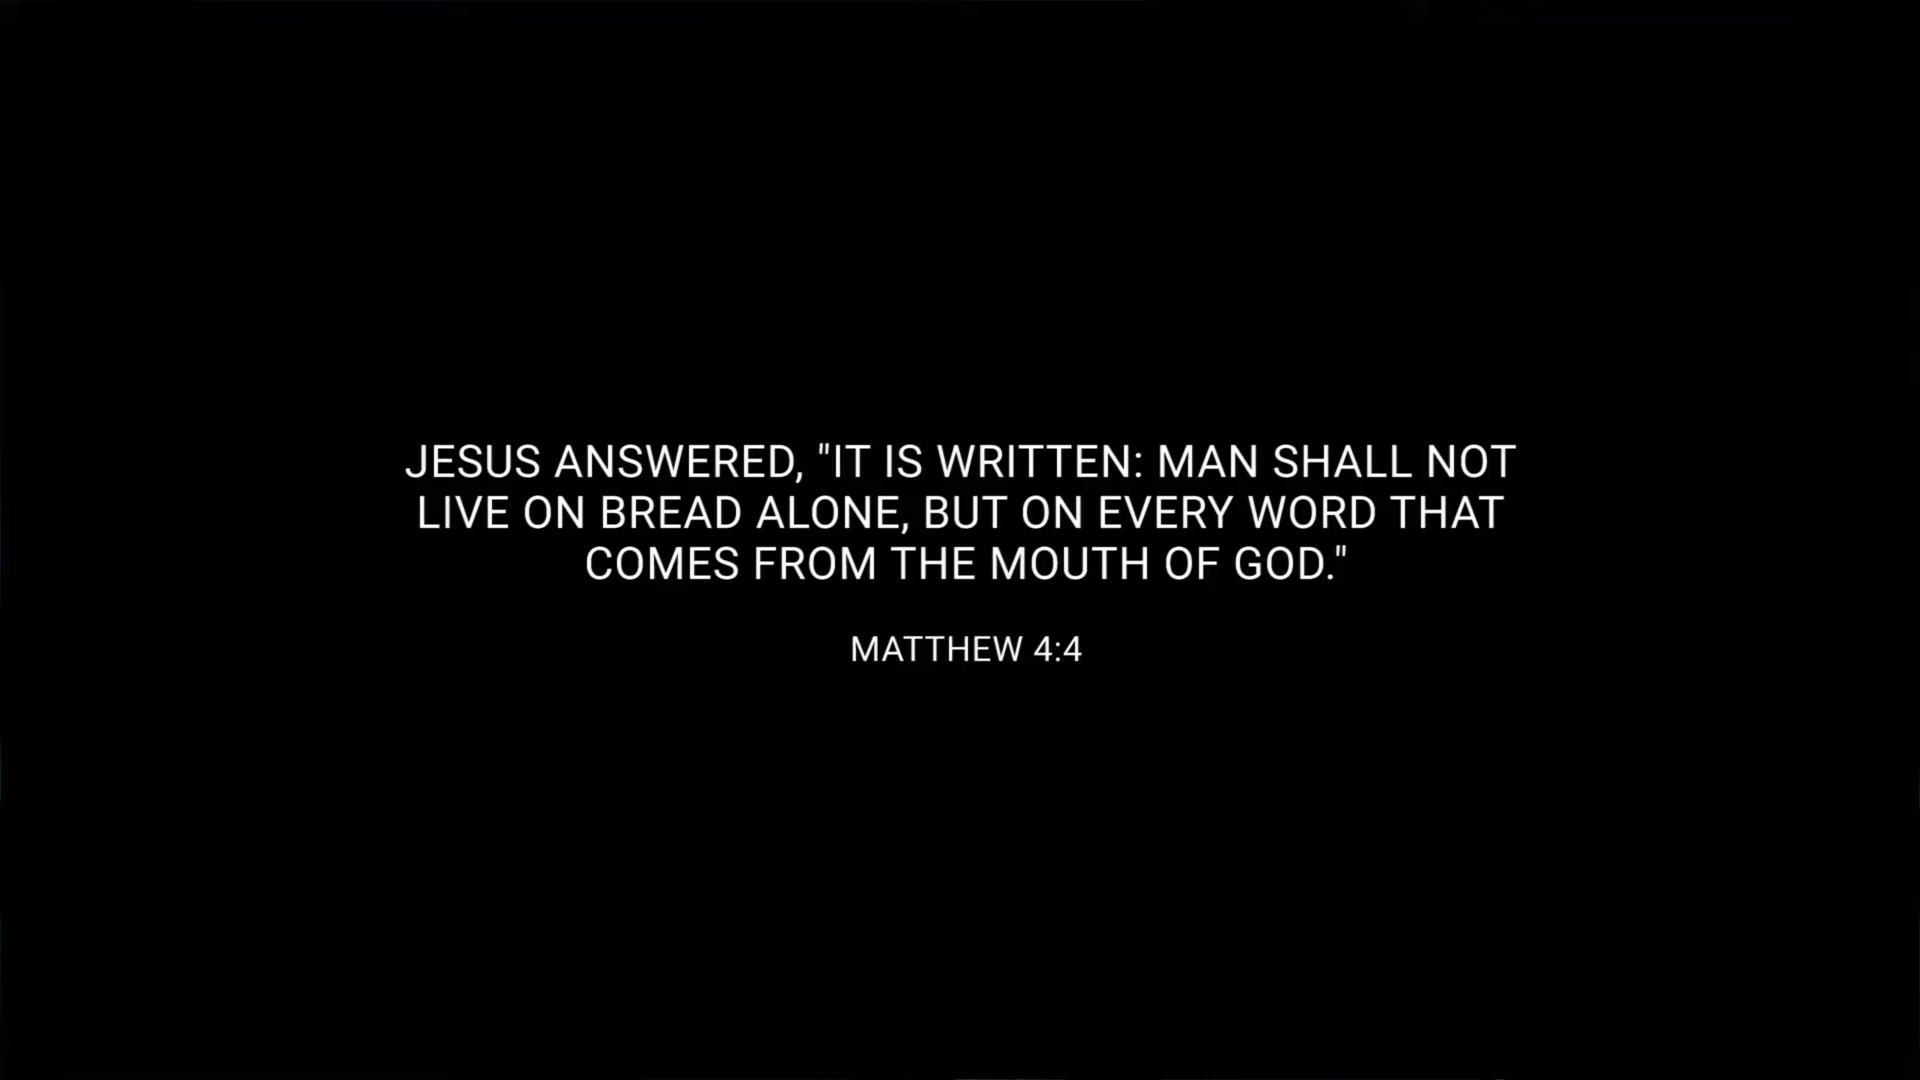 JESUS ANSWERED, "IT IS WRITTEN: MAN SHALL NOT
LIVE ON BREAD ALONE, BUT ON EVERY WORD THAT
COMES FROM THE MOUTH OF GOD."
MATTHEW 4:4